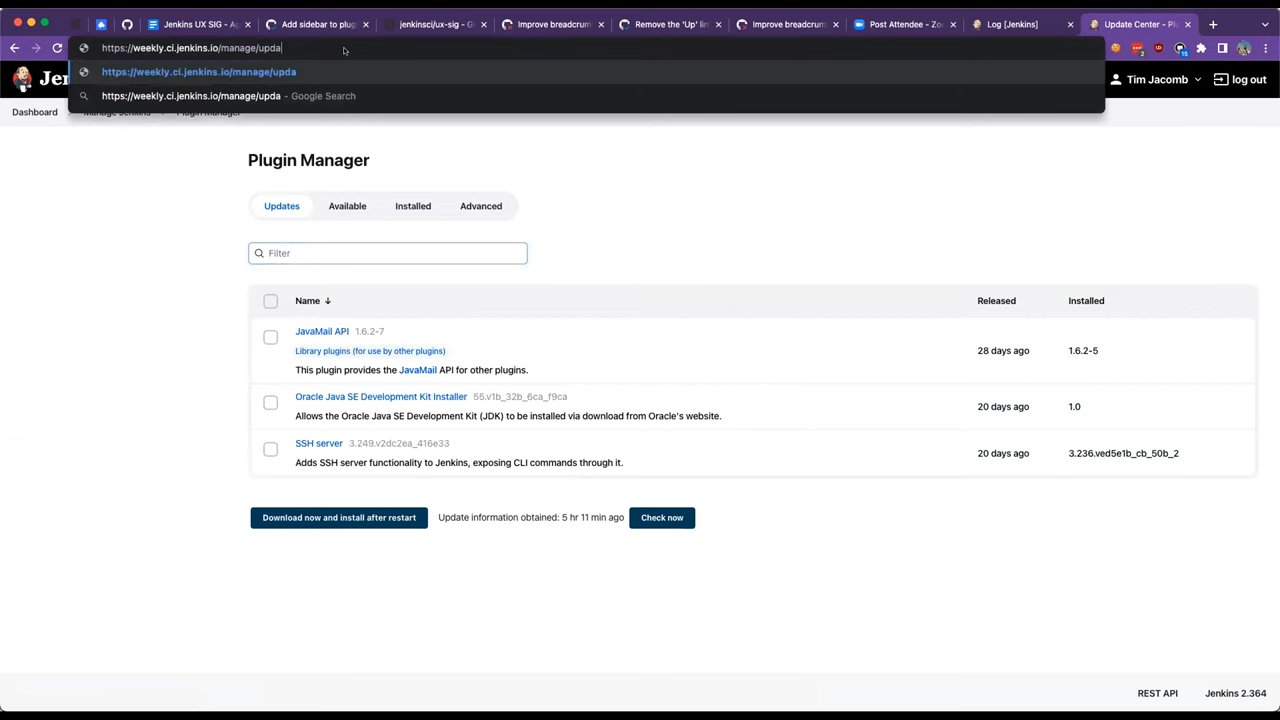 Jenkins UX SIG - Ag
Add sidebar to plug
jenkinsci/ux-sig - G
Improve breadcrum
Remove the 'Up' lin
Improve breadcrum
Post Attendee - Zoo
Log [Jenkins]
Update Center - Pl
https://weekly.ci.jenkins.io/manage/upda
https://weekly.ci.jenkins.io/manage/upda
https://weekly.ci.jenkins.io/manage/upda - Google Search
Jen
Tim Jacomb
log out
Dashboard
Manage Jenkins
Plugin Manager
Plugin Manager
Updates
Available
Installed
Advanced
Filter
Name ↓
Released
Installed
JavaMail API 1.6.2-7
Library plugins (for use by other plugins)
This plugin provides the JavaMail API for other plugins.
28 days ago
1.6.2-5
Oracle Java SE Development Kit Installer 55.v1b_32b_6ca_f9ca
Allows the Oracle Java SE Development Kit (JDK) to be installed via download from Oracle's website.
20 days ago
1.0
SSH server 3.249.v2dc2ea_416e33
Adds SSH server functionality to Jenkins, exposing CLI commands through it.
20 days ago
3.236.ved5e1b_cb_50b_2
Download now and install after restart
Update information obtained: 5 hr 11 min ago
Check now
REST API
Jenkins 2.364